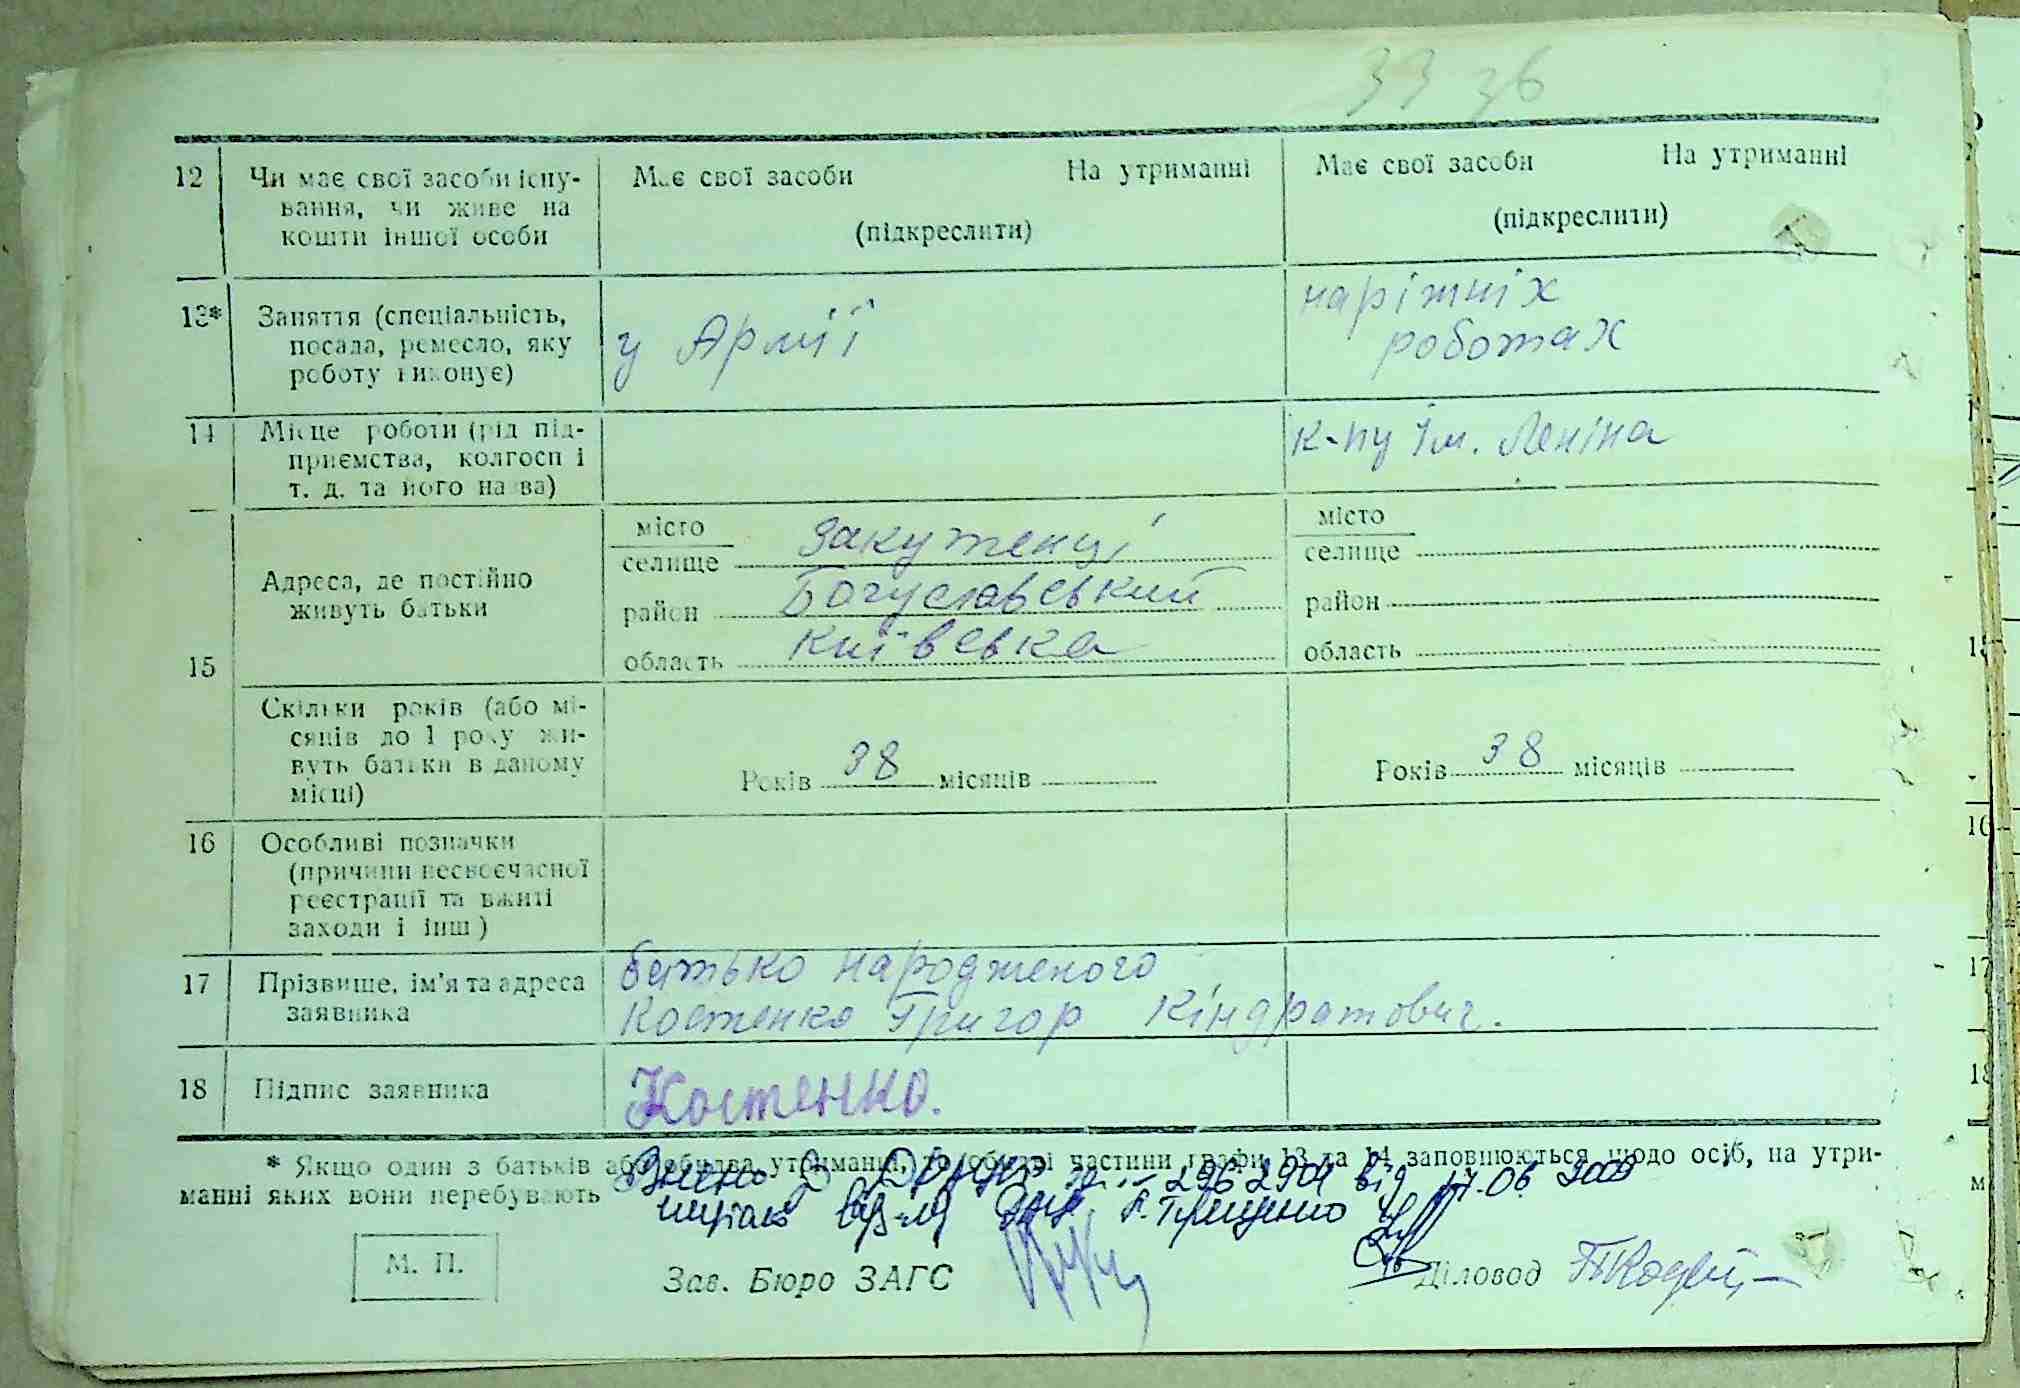 33 36
12 Чи має свої засоби існу-
вання, чи живе на
кошти іншої особи
Має свої засоби На утриманні
(підкреслити)
Має свої засоби На утриманні
(підкреслити)
13* Заняття (спеціальність,
посада, ремесло, яку
роботу виконує)
у Армії
наріжніх
роботах
14 Місце роботи (рід під-
приємства, колгосп і
т. д. та його назва)
к-пу ім. Леніна
15
Адреса, де постійно
живуть батьки
місто
селище Закутенці
район Богуславський
область Київська
місто
селище
район
область
Скільки років (або мі-
сяців до 1 року жи-
вуть батьки в даному
місці)
Років 38 місяців
Років 38 місяців
16 Особливі позначки
(причини несвоєчасної
реєстрації та вжиті
заходи і інш)
17 Прізвище, ім'я та адреса
заявника
батько народженого
Костенко Григор Кіндратович.
18 Підпис заявника
Костенко.
* Якщо один з батьків або обидва утриманці, то обидві частини графи 13 та 14 заповнюються щодо осіб, на утри-
манні яких вони перебувають
від 17.06
М. П.
Зав. Бюро ЗАГС
Діловод